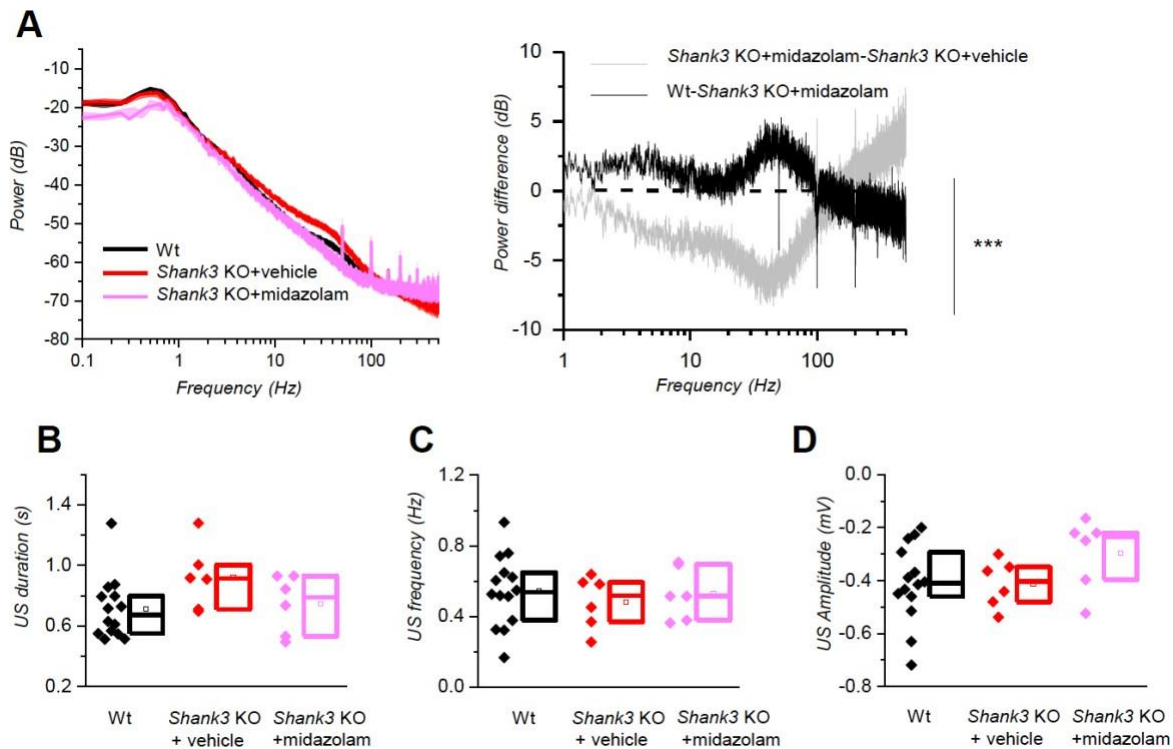 A
-10
-20
-30
-40
-50
-60
-70
-80
Power (dB)
Wt
Shank3 KO+vehicle
Shank3 KO+midazolam
0.1
1
10
100
Frequency (Hz)
10
5
0
-5
-10
Power difference (dB)
Shank3 KO+midazolam-Shank3 KO+vehicle
Wt-Shank3 KO+midazolam
***
1
10
100
Frequency (Hz)
B
1.4
1.0
0.6
0.2
US duration (s)
Wt
Shank3 KO
+ vehicle
Shank3 KO
+midazolam
C
1.2
0.8
0.4
0.0
US frequency (Hz)
Wt
Shank3 KO
+ vehicle
Shank3 KO
+midazolam
D
0.0
-0.2
-0.4
-0.6
-0.8
US Amplitude (mV)
Wt
Shank3 KO
+ vehicle
Shank3 KO
+midazolam